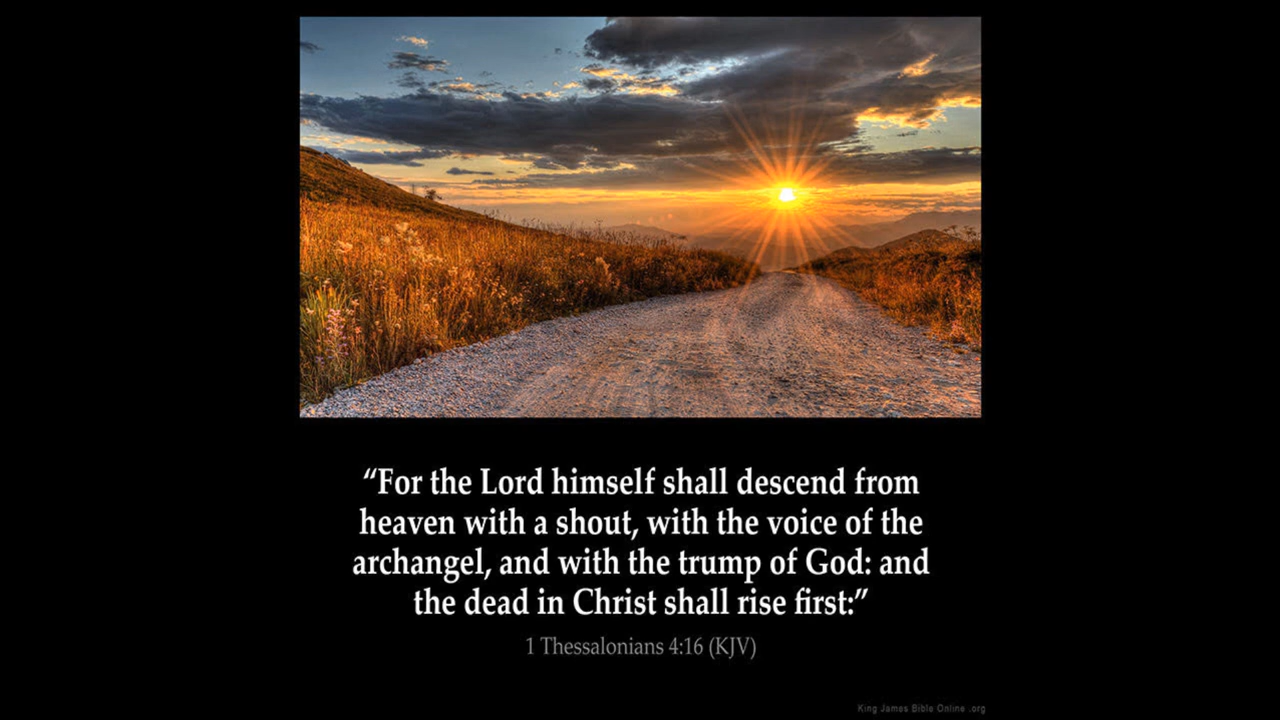 “For the Lord himself shall descend from
heaven with a shout, with the voice of the
archangel, and with the trump of God: and
the dead in Christ shall rise first:”
1 Thessalonians 4:16 (KJV)
King James Bible Online .org